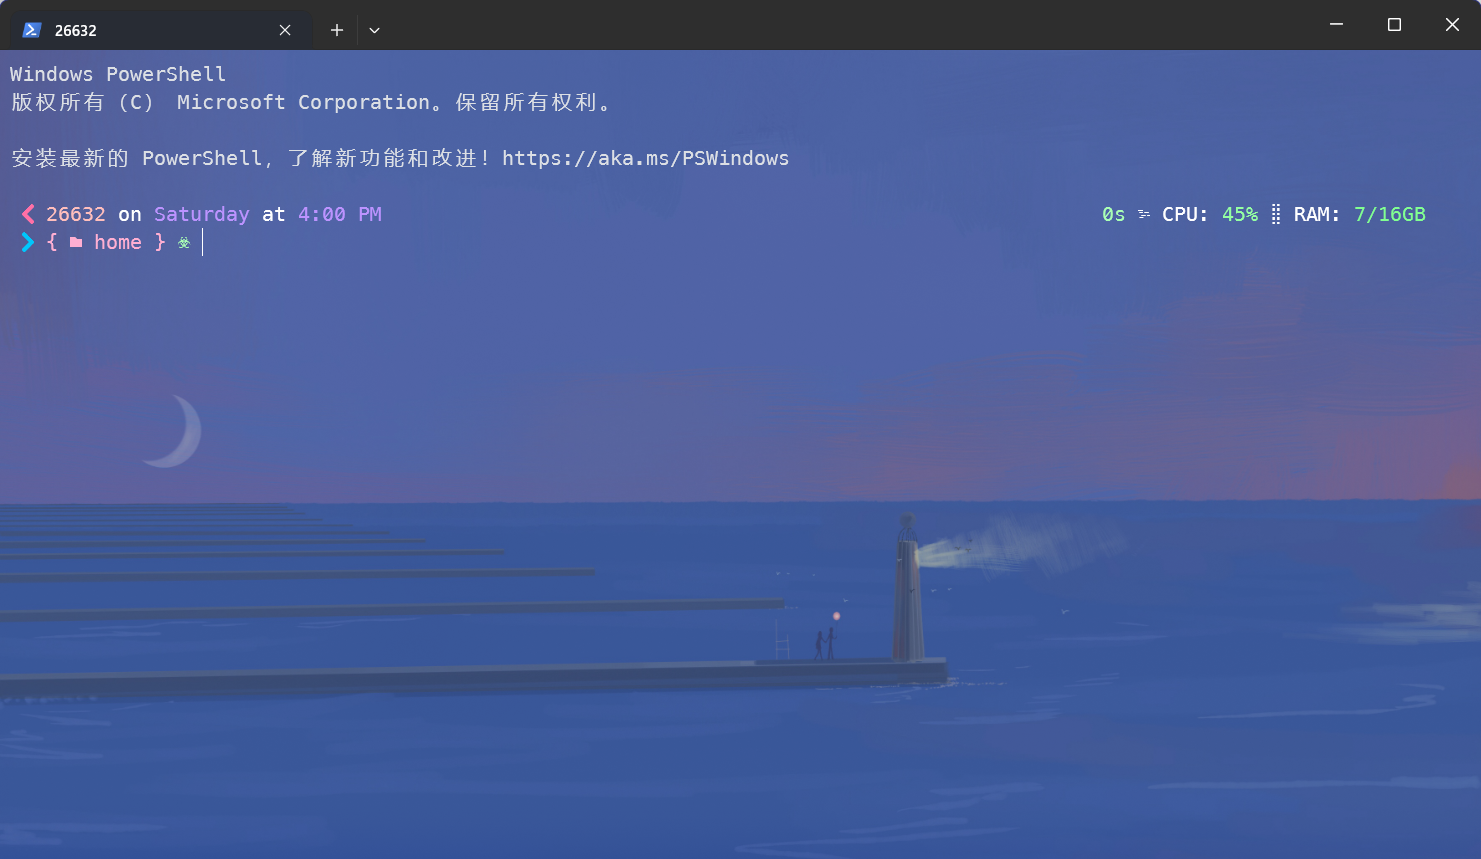 26632
Windows PowerShell
版权所有（C） Microsoft Corporation。保留所有权利。
安装最新的 PowerShell，了解新功能和改进！https://aka.ms/PSWindows
26632 on Saturday at 4:00 PM 0s CPU: 45% RAM: 7/16GB
{ home }